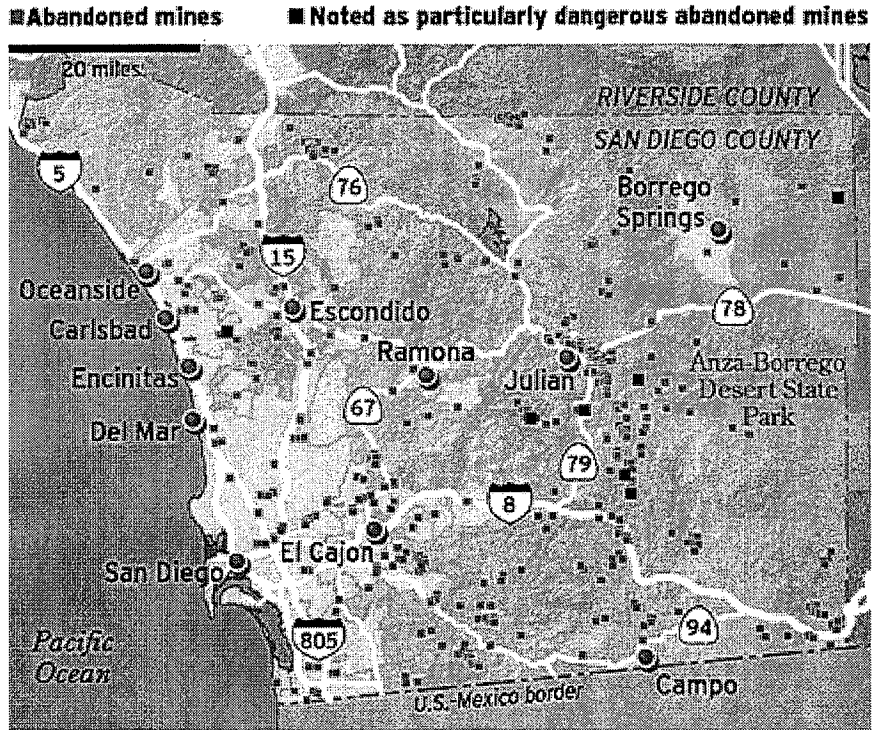 Abandoned mines
Noted as particularly dangerous abandoned mines
20 miles
RIVERSIDE COUNTY
SAN DIEGO COUNTY
5
76
Borrego
Springs
15
Oceanside
Escondido
78
Carlsbad
Ramona
Encinitas
Julian
Anza-Borrego
Desert State
Park
67
Del Mar
79
8
El Cajon
San Diego
805
94
Pacific
Ocean
Campo
U.S.-Mexico border